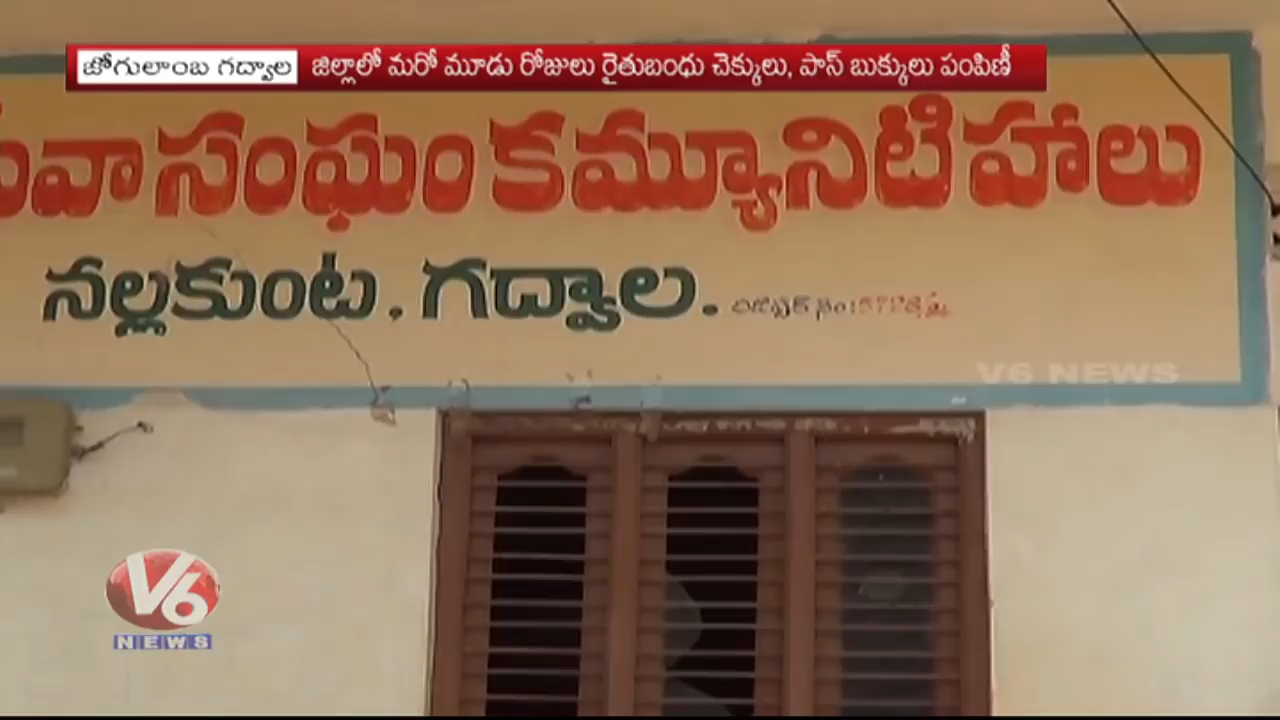 జోగులాంబ గద్వాల జిల్లాలో మరో మూడు రోజులు రైతుబంధు చెక్కులు, పాస్ బుక్కులు పంపిణీ
సంఘం కమ్యూనిటి హాలు
నల్లకుంట. గద్వాల.
V6 NEWS
V6
NEWS